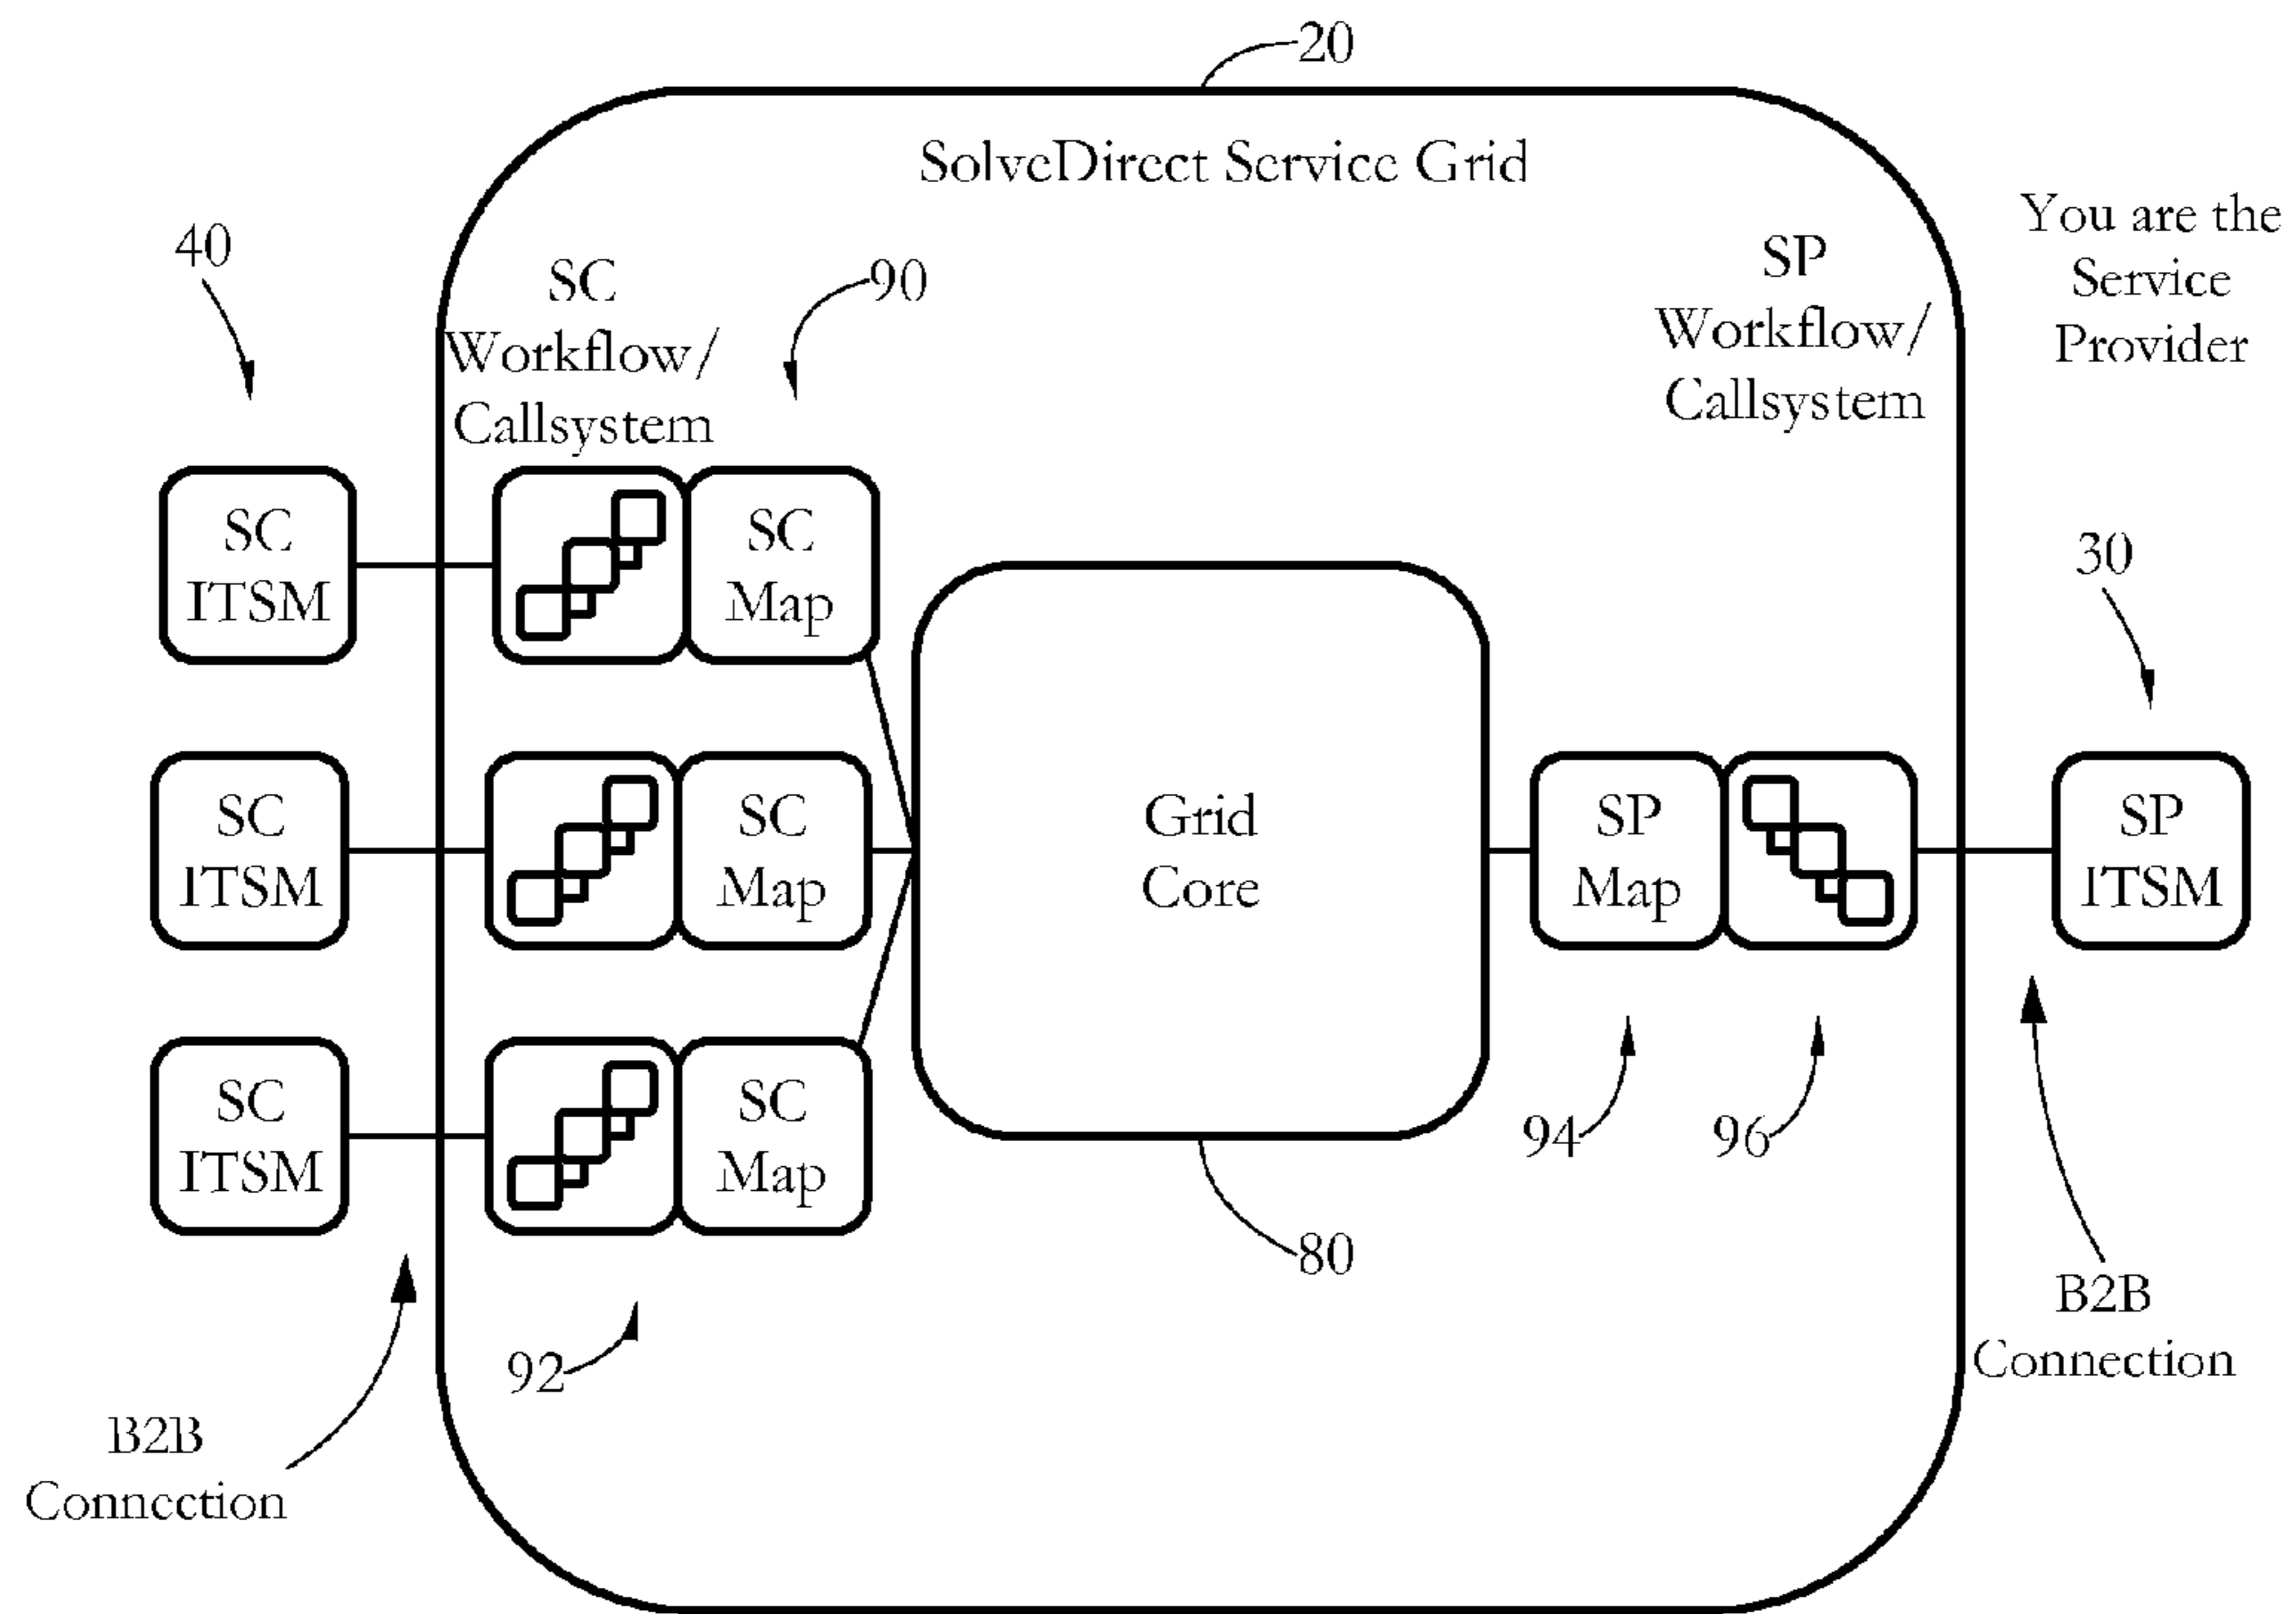 20
SolveDirect Service Grid
You are the
Service
Provider
40
SC
Workflow/
Callsystem
90
SP
Workflow/
Callsystem
SC
ITSM
SC
Map
30
SC
ITSM
SC
Map
Grid
Core
SP
Map
SP
ITSM
SC
ITSM
SC
Map
94
96
80
92
B2B
Connection
B2B
Connection